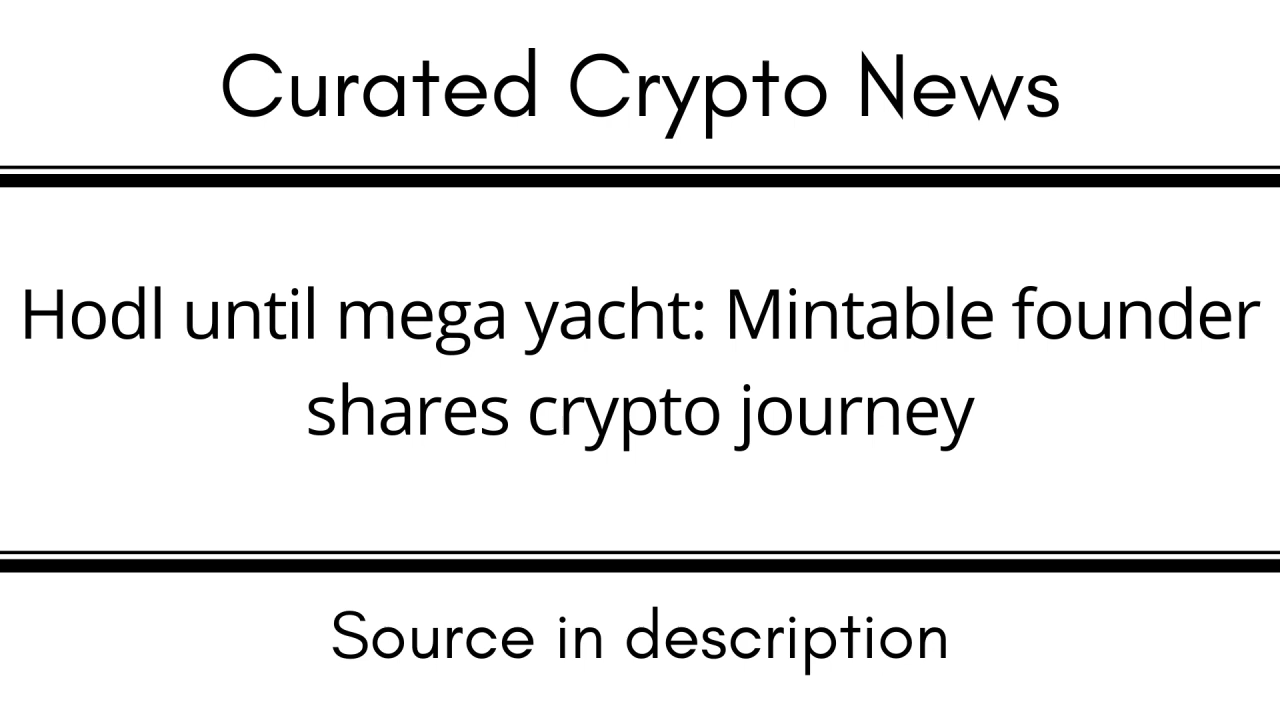 Curated Crypto News
Hodl until mega yacht: Mintable founder
shares crypto journey
Source in description